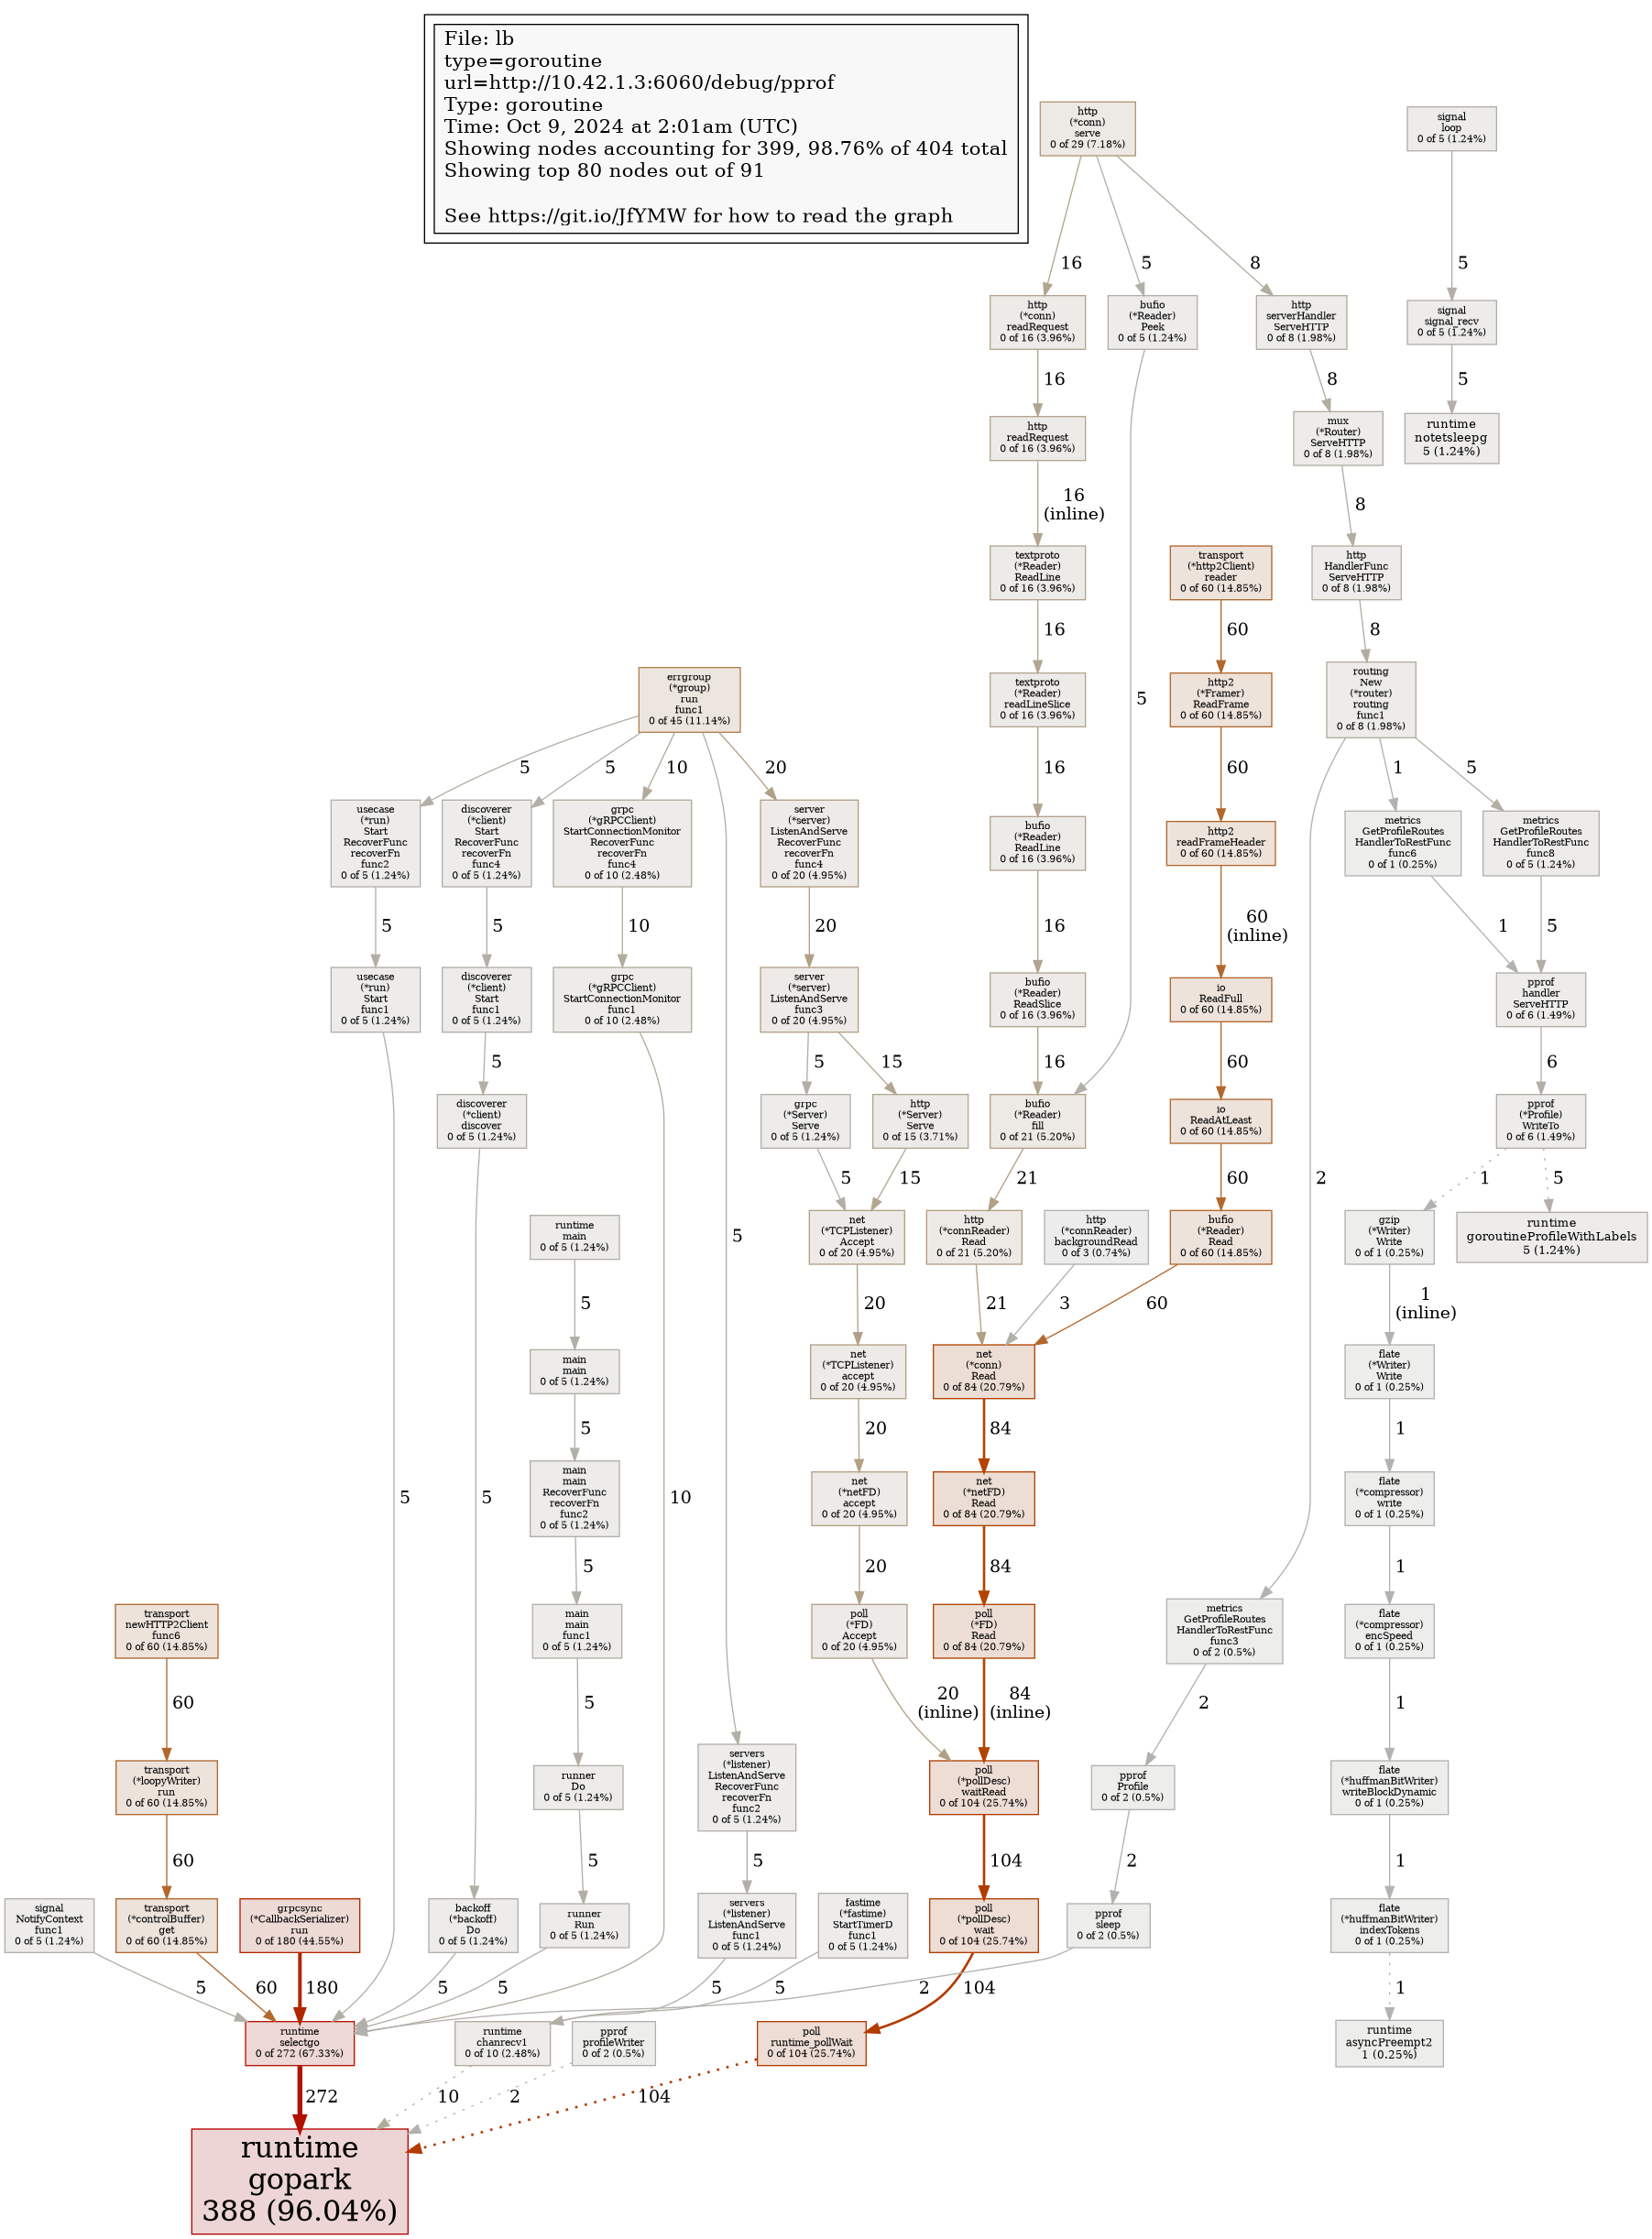 File: lb
type=goroutine
url=http://10.42.1.3:6060/debug/pprof
Type: goroutine
Time: Oct 9, 2024 at 2:01am (UTC)
Showing nodes accounting for 399, 98.76% of 404 total
Showing top 80 nodes out of 91
See https://git.io/JfYMW for how to read the graph
http
(*conn)
serve
0 of 29 (7.18%)
signal
loop
0 of 5 (1.24%)
16
5
8
5
http
(*conn)
readRequest
0 of 16 (3.96%)
bufio
(*Reader)
Peek
0 of 5 (1.24%)
http
serverHandler
ServeHTTP
0 of 8 (1.98%)
signal
signal_recv
0 of 5 (1.24%)
16
8
5
http
readRequest
0 of 16 (3.96%)
mux
(*Router)
ServeHTTP
0 of 8 (1.98%)
runtime
notetsleepg
5 (1.24%)
16
(inline)
8
textproto
(*Reader)
ReadLine
0 of 16 (3.96%)
transport
(*http2Client)
reader
0 of 60 (14.85%)
http
HandlerFunc
ServeHTTP
0 of 8 (1.98%)
16
60
8
errgroup
(*group)
run
func1
0 of 45 (11.14%)
textproto
(*Reader)
readLineSlice
0 of 16 (3.96%)
http2
(*Framer)
ReadFrame
0 of 60 (14.85%)
routing
New
(*router)
routing
func1
0 of 8 (1.98%)
5
5
10
20
5
16
5
60
2
1
5
usecase
(*run)
Start
RecoverFunc
recoverFn
func2
0 of 5 (1.24%)
discoverer
(*client)
Start
RecoverFunc
recoverFn
func4
0 of 5 (1.24%)
grpc
(*gRPCClient)
StartConnectionMonitor
RecoverFunc
recoverFn
func4
0 of 10 (2.48%)
server
(*server)
ListenAndServe
RecoverFunc
recoverFn
func4
0 of 20 (4.95%)
bufio
(*Reader)
ReadLine
0 of 16 (3.96%)
http2
readFrameHeader
0 of 60 (14.85%)
metrics
GetProfileRoutes
HandlerToRestFunc
func6
0 of 1 (0.25%)
metrics
GetProfileRoutes
HandlerToRestFunc
func8
0 of 5 (1.24%)
5
5
10
20
16
60
(inline)
1
5
usecase
(*run)
Start
func1
0 of 5 (1.24%)
discoverer
(*client)
Start
func1
0 of 5 (1.24%)
grpc
(*gRPCClient)
StartConnectionMonitor
func1
0 of 10 (2.48%)
server
(*server)
ListenAndServe
func3
0 of 20 (4.95%)
bufio
(*Reader)
ReadSlice
0 of 16 (3.96%)
io
ReadFull
0 of 60 (14.85%)
pprof
handler
ServeHTTP
0 of 6 (1.49%)
5
5
10
5
15
16
60
6
discoverer
(*client)
discover
0 of 5 (1.24%)
grpc
(*Server)
Serve
0 of 5 (1.24%)
http
(*Server)
Serve
0 of 15 (3.71%)
bufio
(*Reader)
fill
0 of 21 (5.20%)
io
ReadAtLeast
0 of 60 (14.85%)
pprof
(*Profile)
WriteTo
0 of 6 (1.49%)
5
5
15
21
60
1
5
runtime
main
0 of 5 (1.24%)
net
(*TCPListener)
Accept
0 of 20 (4.95%)
http
(*connReader)
Read
0 of 21 (5.20%)
http
(*connReader)
backgroundRead
0 of 3 (0.74%)
bufio
(*Reader)
Read
0 of 60 (14.85%)
gzip
(*Writer)
Write
0 of 1 (0.25%)
runtime
goroutineProfileWithLabels
5 (1.24%)
5
20
21
3
60
1
(inline)
main
main
0 of 5 (1.24%)
net
(*TCPListener)
accept
0 of 20 (4.95%)
net
(*conn)
Read
0 of 84 (20.79%)
flate
(*Writer)
Write
0 of 1 (0.25%)
5
20
84
1
main
main
RecoverFunc
recoverFn
func2
0 of 5 (1.24%)
net
(*netFD)
accept
0 of 20 (4.95%)
net
(*netFD)
Read
0 of 84 (20.79%)
flate
(*compressor)
write
0 of 1 (0.25%)
5
20
84
1
transport
newHTTP2Client
func6
0 of 60 (14.85%)
main
main
func1
0 of 5 (1.24%)
poll
(*FD)
Accept
0 of 20 (4.95%)
poll
(*FD)
Read
0 of 84 (20.79%)
metrics
GetProfileRoutes
HandlerToRestFunc
func3
0 of 2 (0.5%)
flate
(*compressor)
encSpeed
0 of 1 (0.25%)
60
5
20
(inline)
84
(inline)
2
1
transport
(*loopyWriter)
run
0 of 60 (14.85%)
runner
Do
0 of 5 (1.24%)
servers
(*listener)
ListenAndServe
RecoverFunc
recoverFn
func2
0 of 5 (1.24%)
poll
(*pollDesc)
waitRead
0 of 104 (25.74%)
pprof
Profile
0 of 2 (0.5%)
flate
(*huffmanBitWriter)
writeBlockDynamic
0 of 1 (0.25%)
60
5
5
104
2
1
signal
NotifyContext
func1
0 of 5 (1.24%)
transport
(*controlBuffer)
get
0 of 60 (14.85%)
grpcsync
(*CallbackSerializer)
run
0 of 180 (44.55%)
backoff
(*backoff)
Do
0 of 5 (1.24%)
runner
Run
0 of 5 (1.24%)
servers
(*listener)
ListenAndServe
func1
0 of 5 (1.24%)
fastime
(*fastime)
StartTimerD
func1
0 of 5 (1.24%)
poll
(*pollDesc)
wait
0 of 104 (25.74%)
pprof
sleep
0 of 2 (0.5%)
flate
(*huffmanBitWriter)
indexTokens
0 of 1 (0.25%)
5
60
180
5
5
5
5
2
104
1
runtime
selectgo
0 of 272 (67.33%)
runtime
chanrecv1
0 of 10 (2.48%)
pprof
profileWriter
0 of 2 (0.5%)
poll
runtime_pollWait
0 of 104 (25.74%)
runtime
asyncPreempt2
1 (0.25%)
272
10
2
104
runtime
gopark
388 (96.04%)